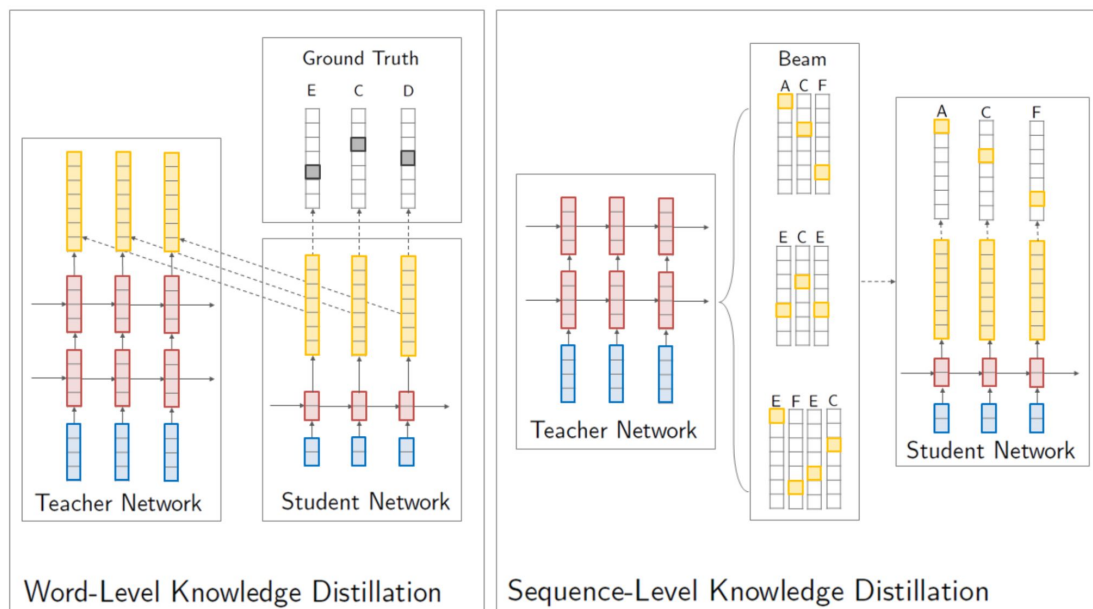 Ground Truth
E C D
Teacher Network
Student Network
Word-Level Knowledge Distillation
Beam
A C F
E C E
E F E C
Teacher Network
A C F
Student Network
Sequence-Level Knowledge Distillation